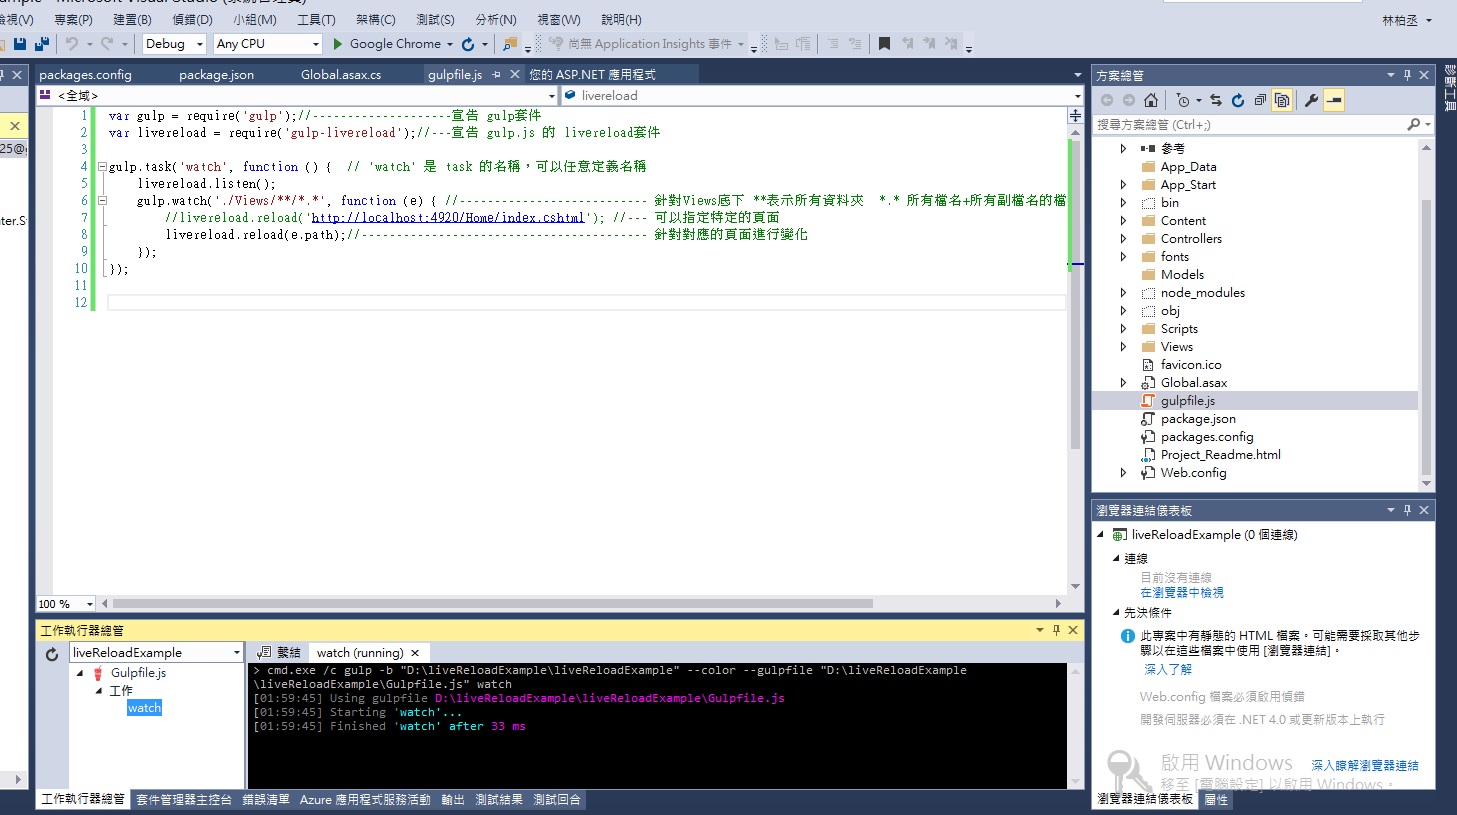 ample - Microsoft Visual Studio (系統管理員)
檢視(V) 專案(P) 建置(B) 偵錯(D) 小組(M) 工具(T) 架構(C) 測試(S) 分析(N) 視窗(W) 說明(H)
林柏丞
Debug Any CPU Google Chrome 尚無 Application Insights 事件
packages.config package.json Global.asax.cs gulpfile.js 您的 ASP.NET 應用程式
<全域> livereload
1 var gulp = require('gulp');//--------------------宣告 gulp套件
2 var livereload = require('gulp-livereload');//---宣告 gulp.js 的 livereload套件
3
4 gulp.task('watch', function () { // 'watch' 是 task 的名稱，可以任意定義名稱
5 livereload.listen();
6 gulp.watch('./Views/**/*.*', function (e) { //--------------------------- 針對Views底下 **表示所有資料夾 *.* 所有檔名+所有副檔名的檔
7 //livereload.reload('http://localhost:4920/Home/index.cshtml'); //--- 可以指定特定的頁面
8 livereload.reload(e.path);//----------------------------------------- 針對對應的頁面進行變化
9 });
10 });
11
12
25@g
ter.S
100 %
工作執行器總管
liveReloadExample
Gulpfile.js
工作
watch
繫結 watch (running)
> cmd.exe /c gulp -b "D:\liveReloadExample\liveReloadExample" --color --gulpfile "D:\liveReloadExample
\liveReloadExample\Gulpfile.js" watch
[01:59:45] Using gulpfile D:\liveReloadExample\liveReloadExample\Gulpfile.js
[01:59:45] Starting 'watch'...
[01:59:45] Finished 'watch' after 33 ms
工作執行器總管 套件管理器主控台 錯誤清單 Azure 應用程式服務活動 輸出 測試結果 測試回合
方案總管
搜尋方案總管 (Ctrl+;)
參考
App_Data
App_Start
bin
Content
Controllers
fonts
Models
node_modules
obj
Scripts
Views
favicon.ico
Global.asax
gulpfile.js
package.json
packages.config
Project_Readme.html
Web.config
瀏覽器連結儀表板
liveReloadExample (0 個連線)
連線
目前沒有連線
在瀏覽器中檢視
先決條件
此專案中有靜態的 HTML 檔案。可能需要採取其他步
驟以在這些檔案中使用 [瀏覽器連結]。
深入了解
Web.config 檔案必須啟用偵錯
開發伺服器必須在 .NET 4.0 或更新版本上執行
啟用 Windows
深入瞭解瀏覽器連結
移至 [電腦設定] 以啟用 Windows。
瀏覽器連結儀表板 屬性
診斷工具